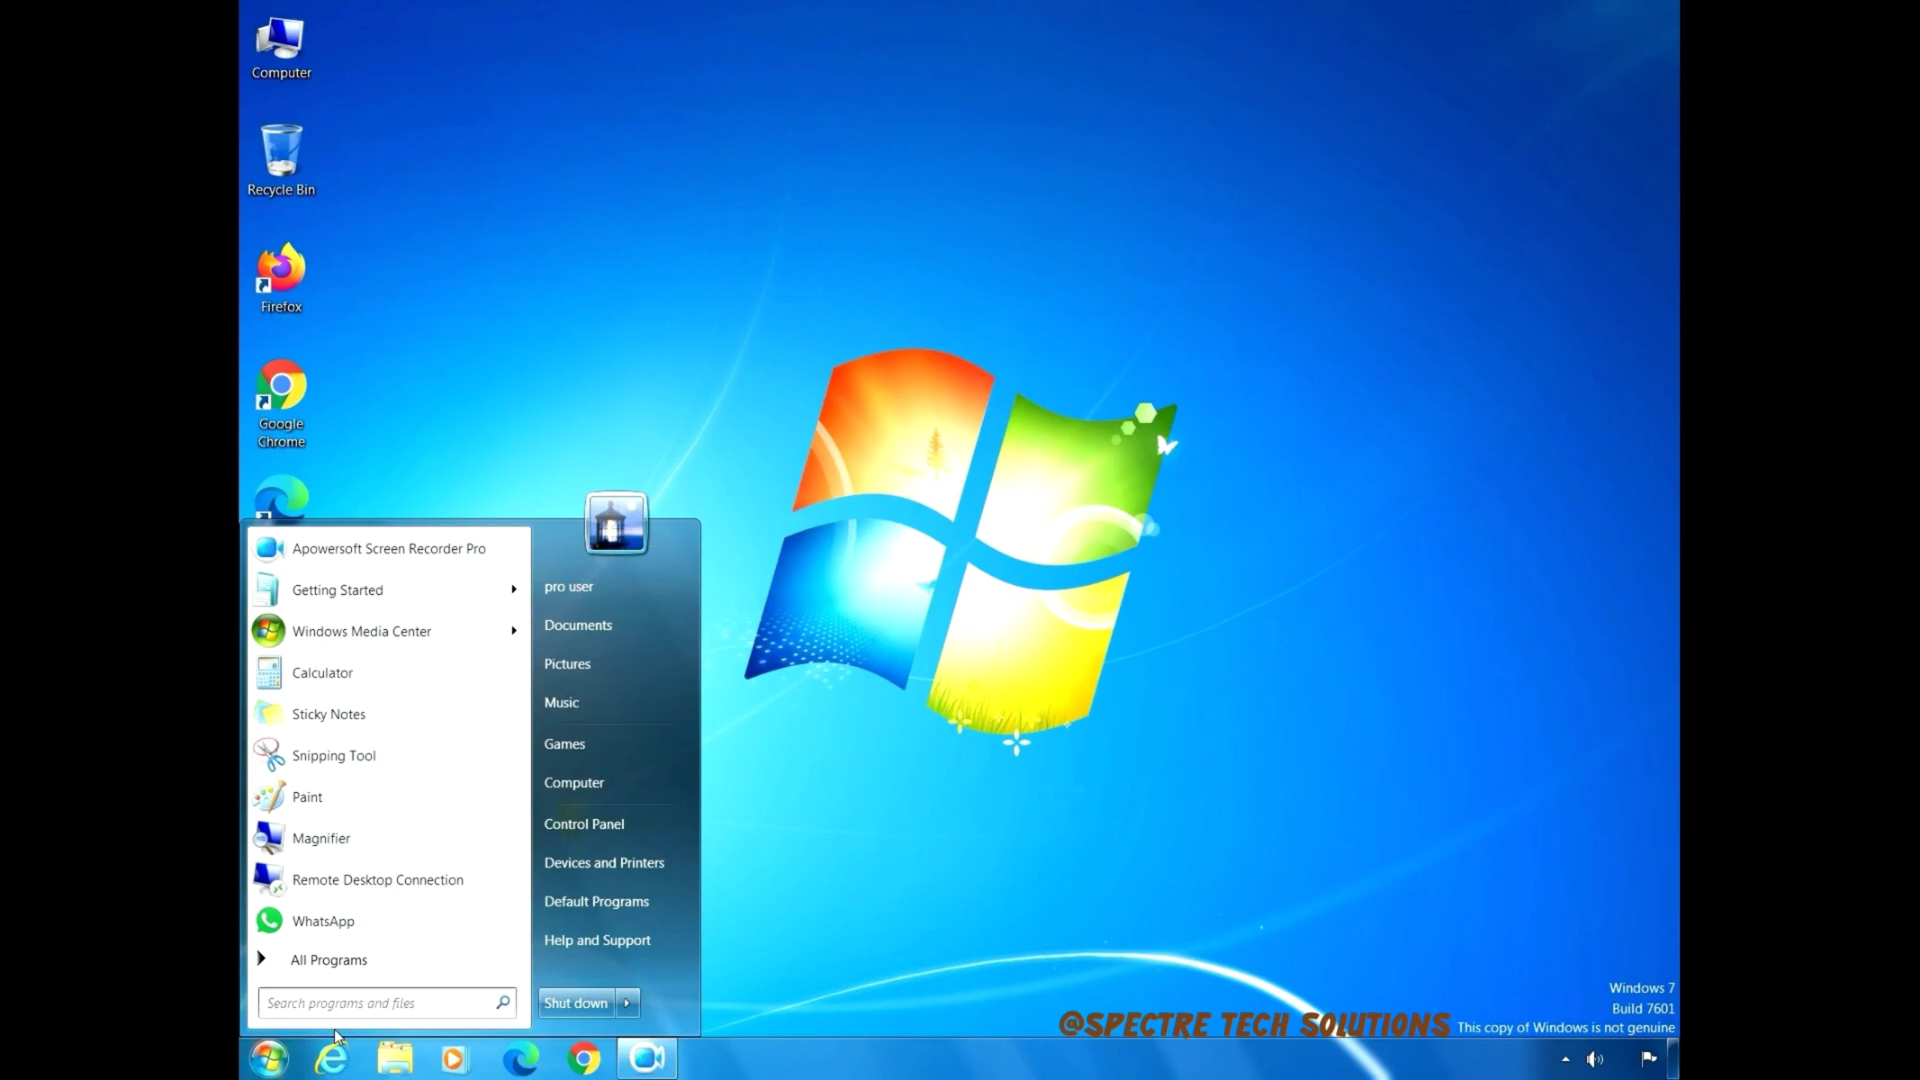 Computer
Recycle Bin
Firefox
Google
Chrome
Apowersoft Screen Recorder Pro
Getting Started
Windows Media Center
Calculator
Sticky Notes
Snipping Tool
Paint
Magnifier
Remote Desktop Connection
WhatsApp
All Programs
Search programs and files
pro user
Documents
Pictures
Music
Games
Computer
Control Panel
Devices and Printers
Default Programs
Help and Support
Shut down
Windows 7
Build 7601
This copy of Windows is not genuine
@SPECTRE TECH SOLUTIONS